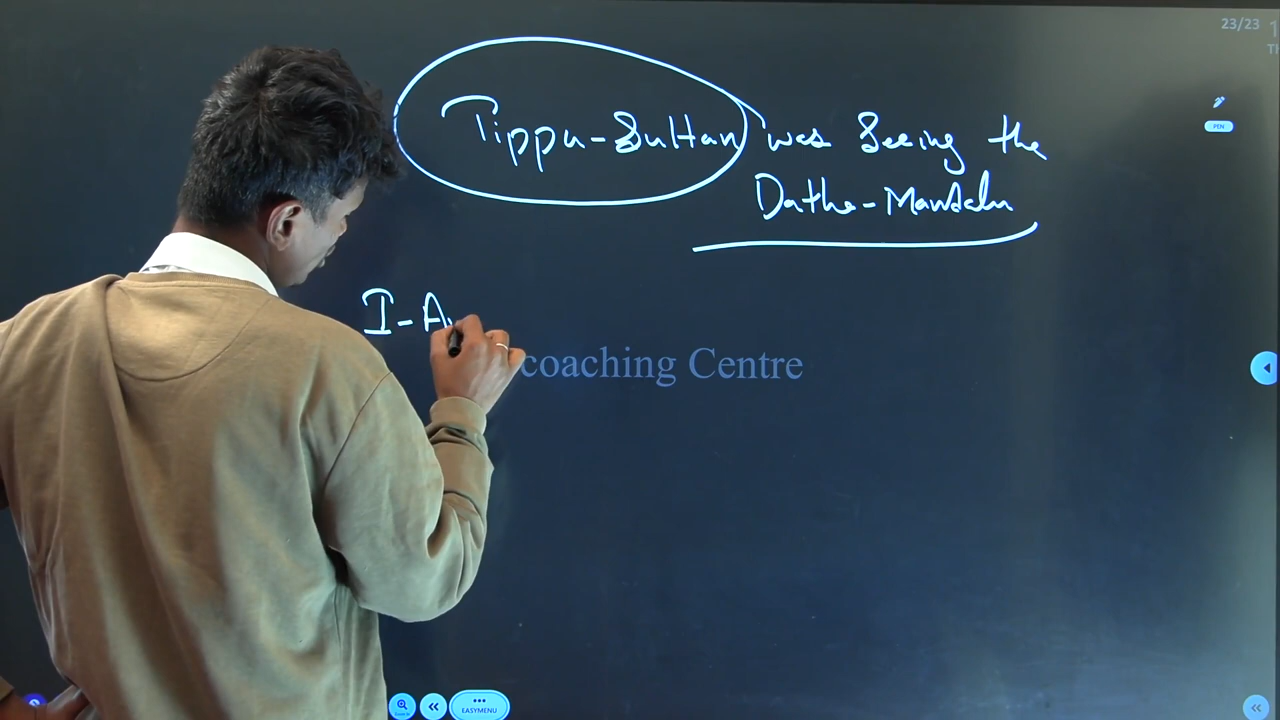 23/23
Tippu-Sultan was Seeing the
Datha-Mandalu
I-A
coaching Centre
PEN
EASYMENU